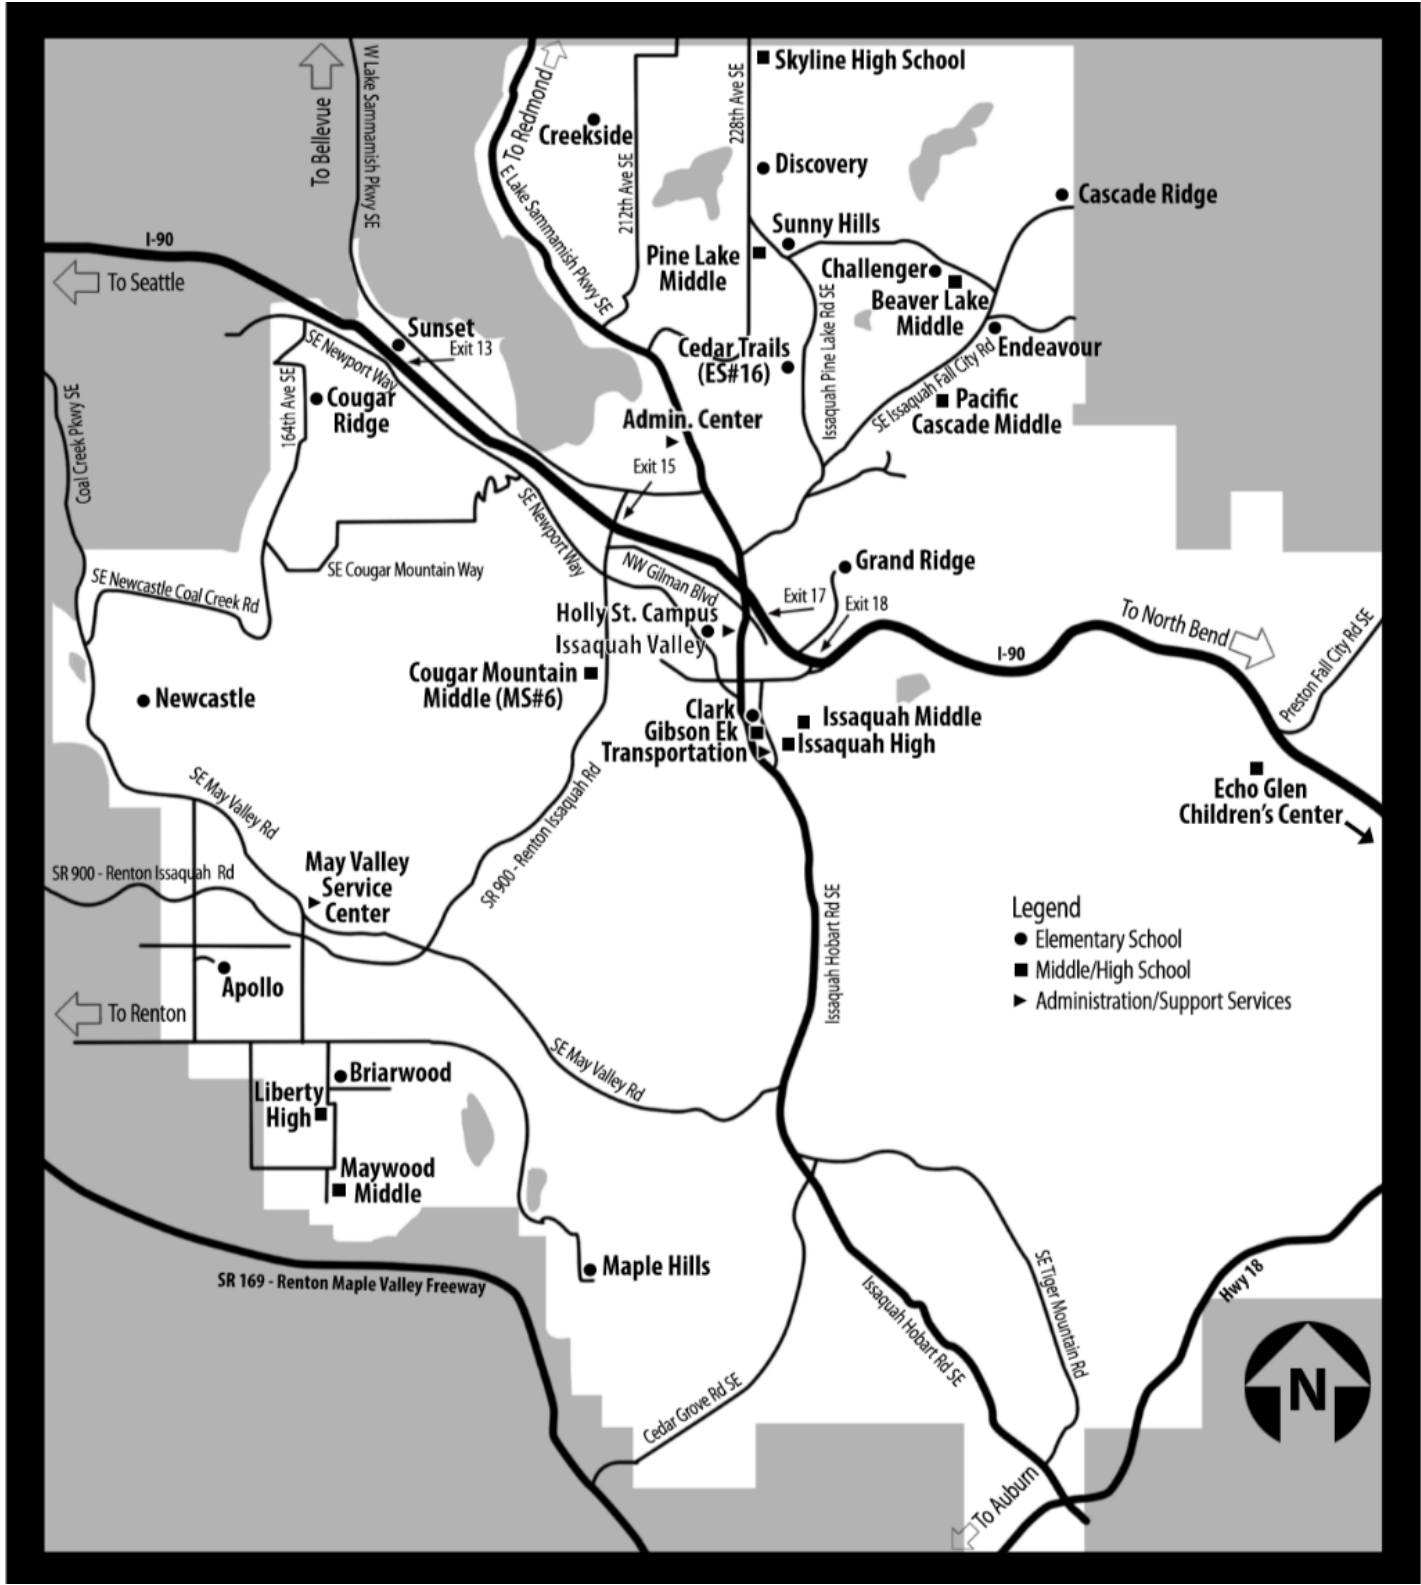 W Lake Sammamish Pkwy SE
To Bellevue
To Redmond
E Lake Sammamish Pkwy SE
Creekside
212th Ave SE
228th Ave SE
Skyline High School
Discovery
Cascade Ridge
Sunny Hills
Pine Lake
Middle
Challenger
Beaver Lake
Middle
Endeavour
I-90
To Seattle
Sunset
Exit 13
SE Newport Way
164th Ave SE
Cougar
Ridge
Cedar Trails
(ES#16)
Issaquah Pine Lake Rd SE
SE Issaquah Fall City Rd
Pacific
Cascade Middle
Coal Creek Pkwy SE
Admin. Center
Exit 15
SE Newport Way
SE Cougar Mountain Way
SE Newcastle Coal Creek Rd
NW Gilman Blvd
Grand Ridge
Exit 17
Exit 18
Holly St. Campus
Issaquah Valley
To North Bend
I-90
Preston Fall City Rd SE
Cougar Mountain
Middle (MS#6)
Newcastle
Clark
Gibson Ek
Transportation
Issaquah Middle
Issaquah High
Echo Glen
Children's Center
SE May Valley Rd
SR 900 - Renton Issaquah Rd
SR 900 - Renton Issaquah Rd
May Valley
Service
Center
Issaquah Hobart Rd SE
Legend
Elementary School
Middle/High School
Administration/Support Services
Apollo
To Renton
SE May Valley Rd
Briarwood
Liberty
High
Maywood
Middle
Maple Hills
SR 169 - Renton Maple Valley Freeway
Cedar Grove Rd SE
Issaquah Hobart Rd SE
SE Tiger Mountain Rd
Hwy 18
N
To Auburn